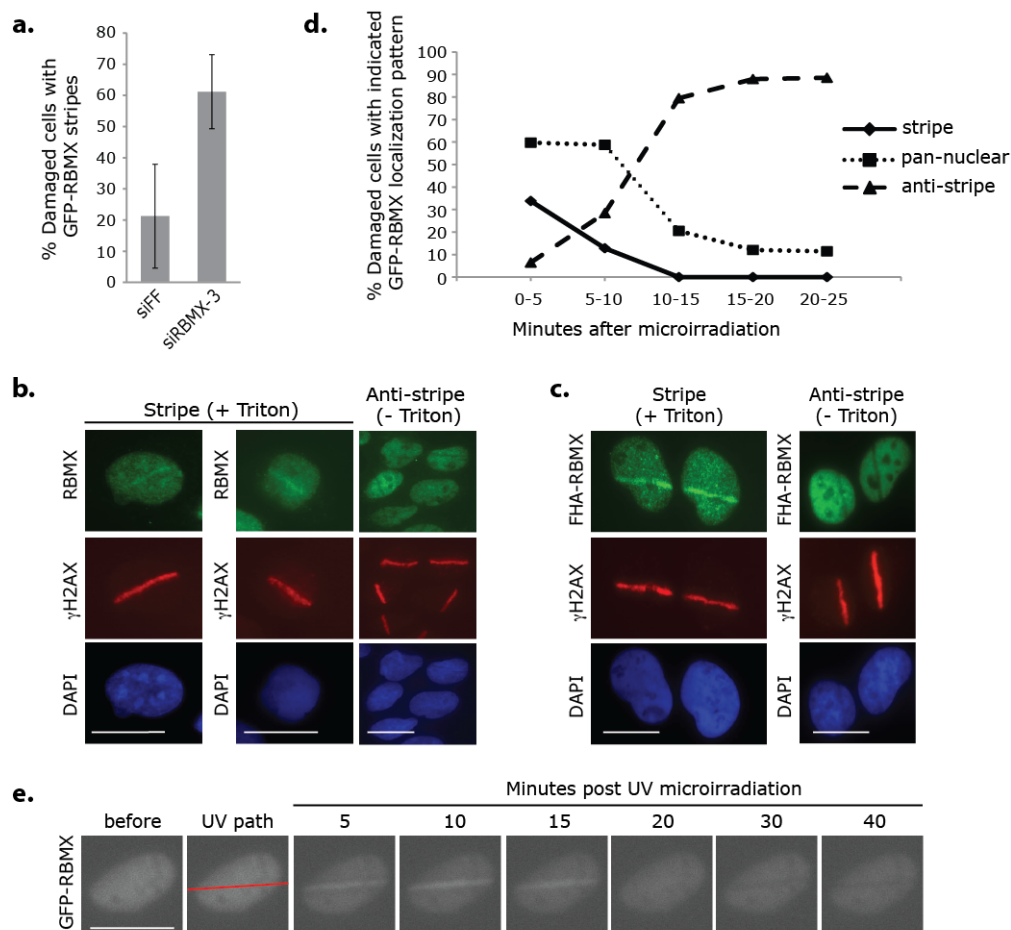 a.
% Damaged cells with
GFP-RBMX stripes
80
70
60
50
40
30
20
10
0
siFF
siRBMX-3
d.
% Damaged cells with indicated
GFP-RBMX localization pattern
100
90
80
70
60
50
40
30
20
10
0
0-5
5-10
10-15
15-20
20-25
Minutes after microirradiation
stripe
pan-nuclear
anti-stripe
b.
Stripe (+ Triton)
Anti-stripe
(- Triton)
RBMX
RBMX
γH2AX
γH2AX
DAPI
DAPI
c.
Stripe
(+ Triton)
Anti-stripe
(- Triton)
FHA-RBMX
FHA-RBMX
γH2AX
γH2AX
DAPI
DAPI
e.
Minutes post UV microirradiation
before
UV path
5
10
15
20
30
40
GFP-RBMX